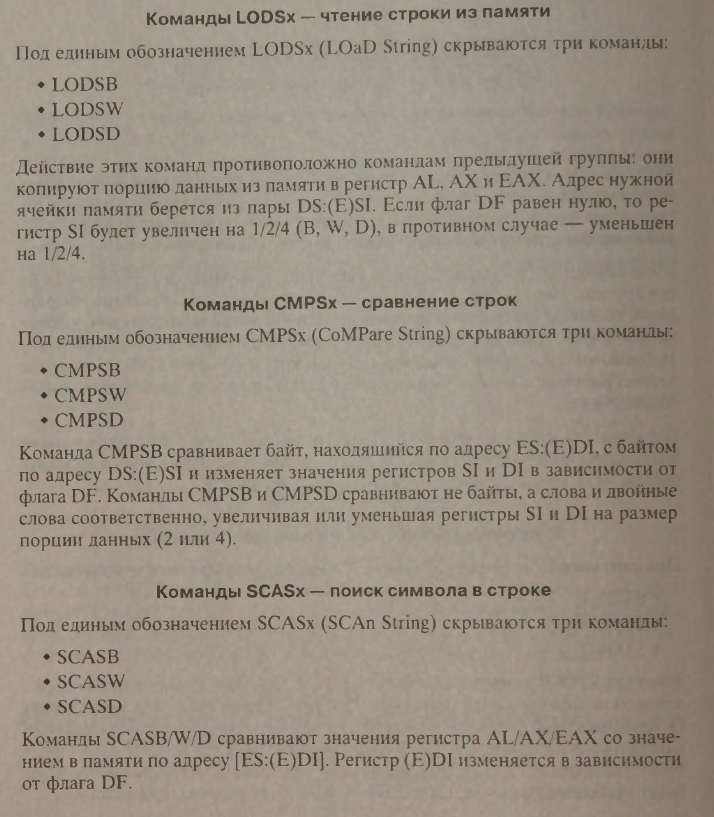 Команды LODSx — чтение строки из памяти
Под единым обозначением LODSx (LOaD String) скрываются три команды:
• LODSB
• LODSW
• LODSD
Действие этих команд противоположно командам предыдущей группы: они
копируют порцию данных из памяти в регистр AL, AX и EAX. Адрес нужной
ячейки памяти берется из пары DS:(E)SI. Если флаг DF равен нулю, то ре-
гистр SI будет увеличен на 1/2/4 (B, W, D), в противном случае — уменьшен
на 1/2/4.
Команды CMPSx — сравнение строк
Под единым обозначением CMPSx (CoMPare String) скрываются три команды:
• CMPSB
• CMPSW
• CMPSD
Команда CMPSB сравнивает байт, находящийся по адресу ES:(E)DI, с байтом
по адресу DS:(E)SI и изменяет значения регистров SI и DI в зависимости от
флага DF. Команды CMPSB и CMPSD сравнивают не байты, а слова и двойные
слова соответственно, увеличивая или уменьшая регистры SI и DI на размер
порции данных (2 или 4).
Команды SCASx — поиск символа в строке
Под единым обозначением SCASx (SCAn String) скрываются три команды:
• SCASB
• SCASW
• SCASD
Команды SCASB/W/D сравнивают значения регистра AL/AX/EAX со значе-
нием в памяти по адресу [ES:(E)DI]. Регистр (E)DI изменяется в зависимости
от флага DF.